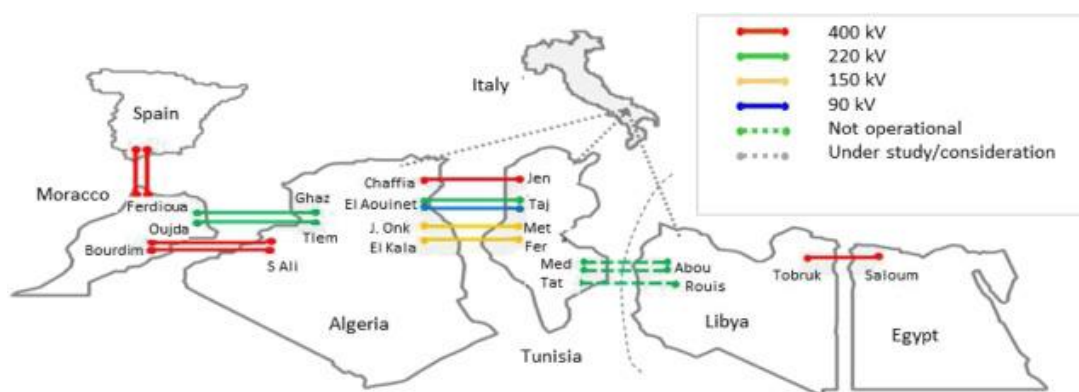 400 kV
220 kV
150 kV
90 kV
Not operational
Under study/consideration
Italy
Spain
Moracco
Ferdioua
Oujda
Bourdim
Ghaz
Tlem
S Ali
Algeria
Chaffia
El Aouinet
J. Onk
El Kala
Jen
Taj
Met
Fer
Med
Tat
Tunisia
Abou
Rouis
Libya
Tobruk
Saloum
Egypt